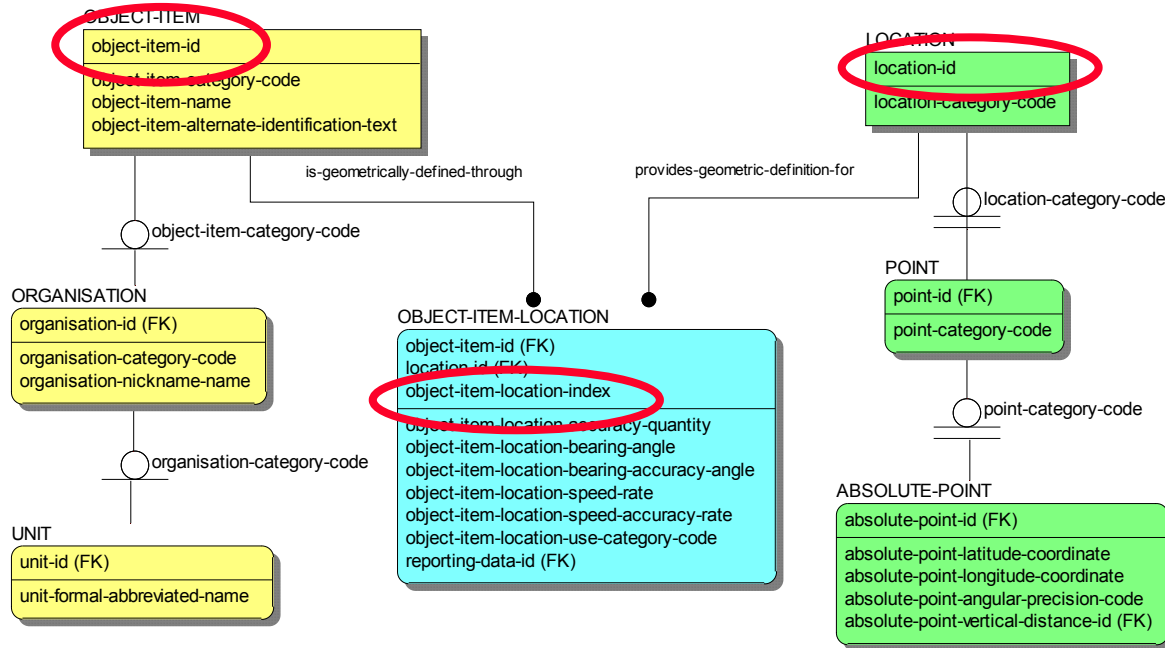 OBJECT-ITEM
object-item-id
object-item-category-code
object-item-name
object-item-alternate-identification-text
LOCATION
location-id
location-category-code
is-geometrically-defined-through
provides-geometric-definition-for
object-item-category-code
location-category-code
ORGANISATION
organisation-id (FK)
organisation-category-code
organisation-nickname-name
organisation-category-code
UNIT
unit-id (FK)
unit-formal-abbreviated-name
OBJECT-ITEM-LOCATION
object-item-id (FK)
location-id (FK)
object-item-location-index
object-item-location-accuracy-quantity
object-item-location-bearing-angle
object-item-location-bearing-accuracy-angle
object-item-location-speed-rate
object-item-location-speed-accuracy-rate
object-item-location-use-category-code
reporting-data-id (FK)
POINT
point-id (FK)
point-category-code
point-category-code
ABSOLUTE-POINT
absolute-point-id (FK)
absolute-point-latitude-coordinate
absolute-point-longitude-coordinate
absolute-point-angular-precision-code
absolute-point-vertical-distance-id (FK)